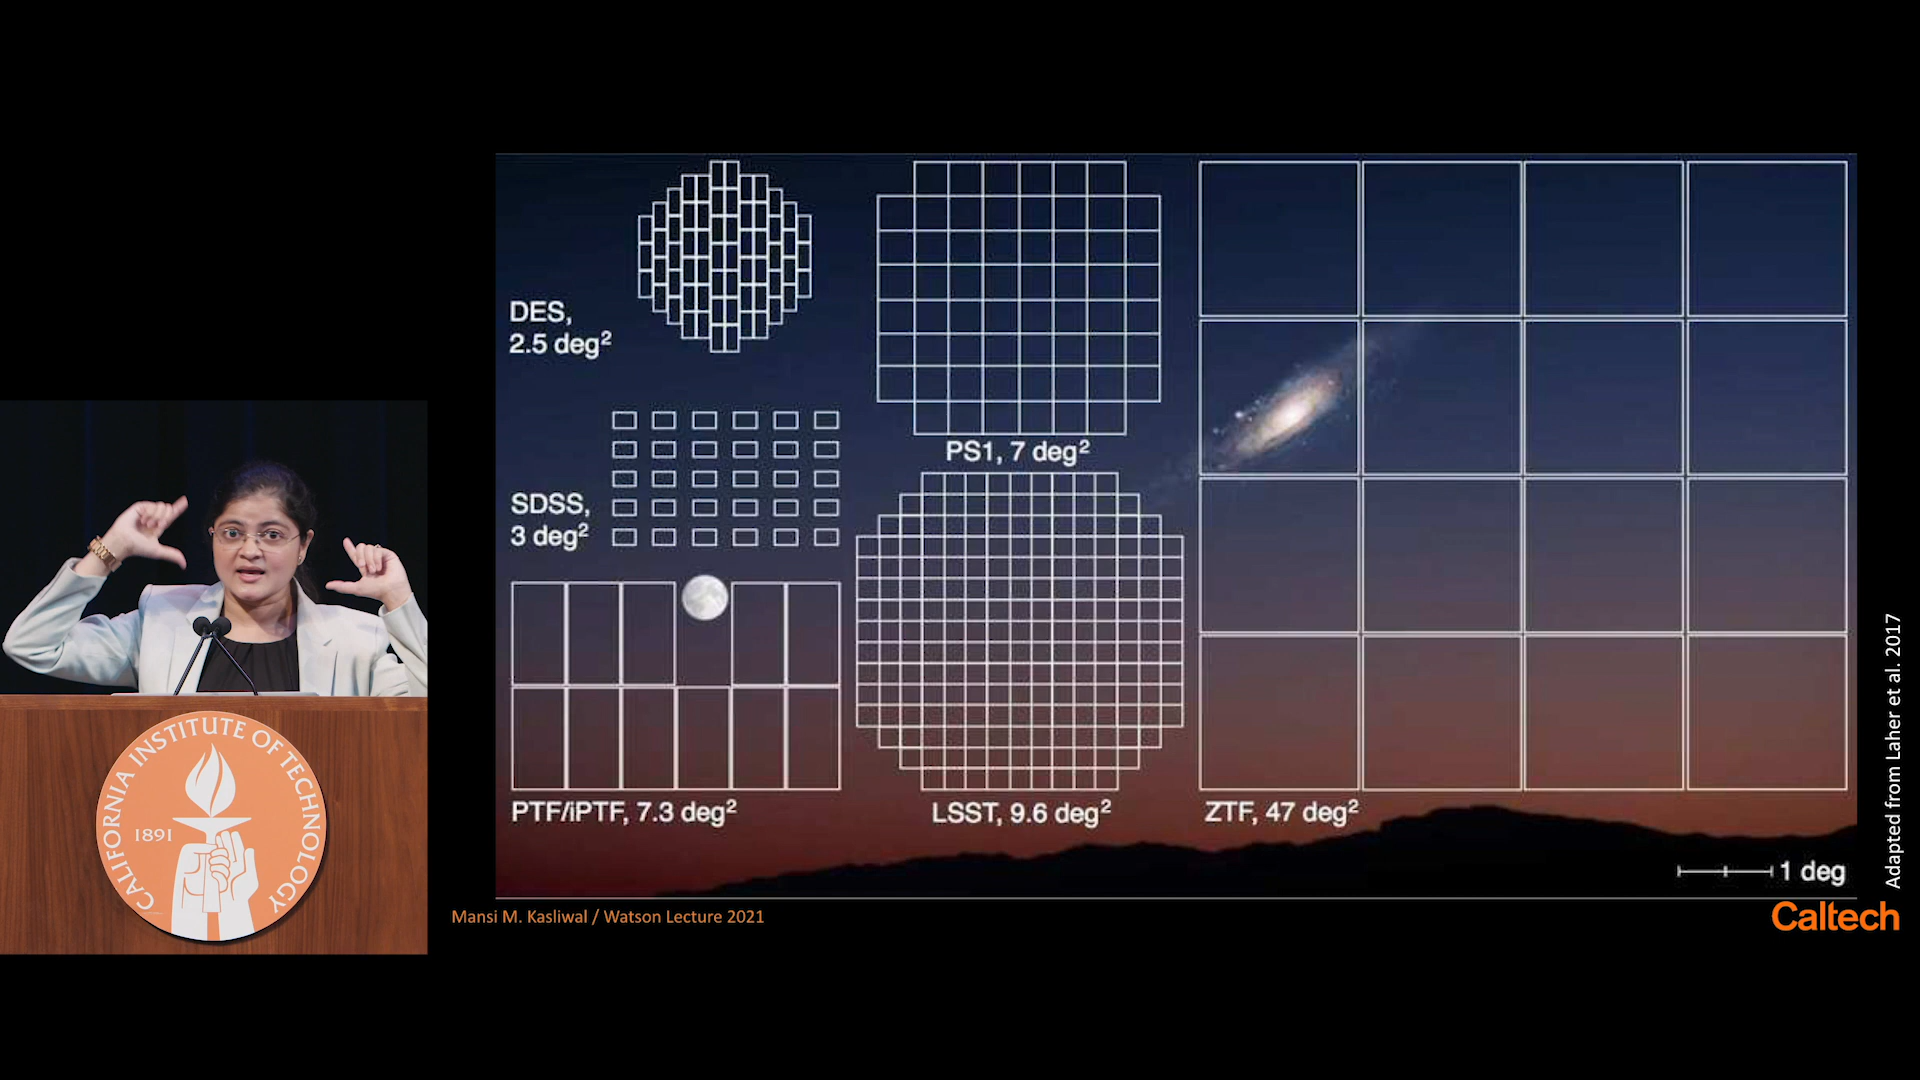 DES,
2.5 deg²
SDSS,
3 deg²
PS1, 7 deg²
PTF/iPTF, 7.3 deg²
LSST, 9.6 deg²
ZTF, 47 deg²
1 deg
Adapted from Laher et al. 2017
Mansi M. Kasliwal / Watson Lecture 2021
Caltech
CALIFORNIA INSTITUTE OF TECHNOLOGY
1891